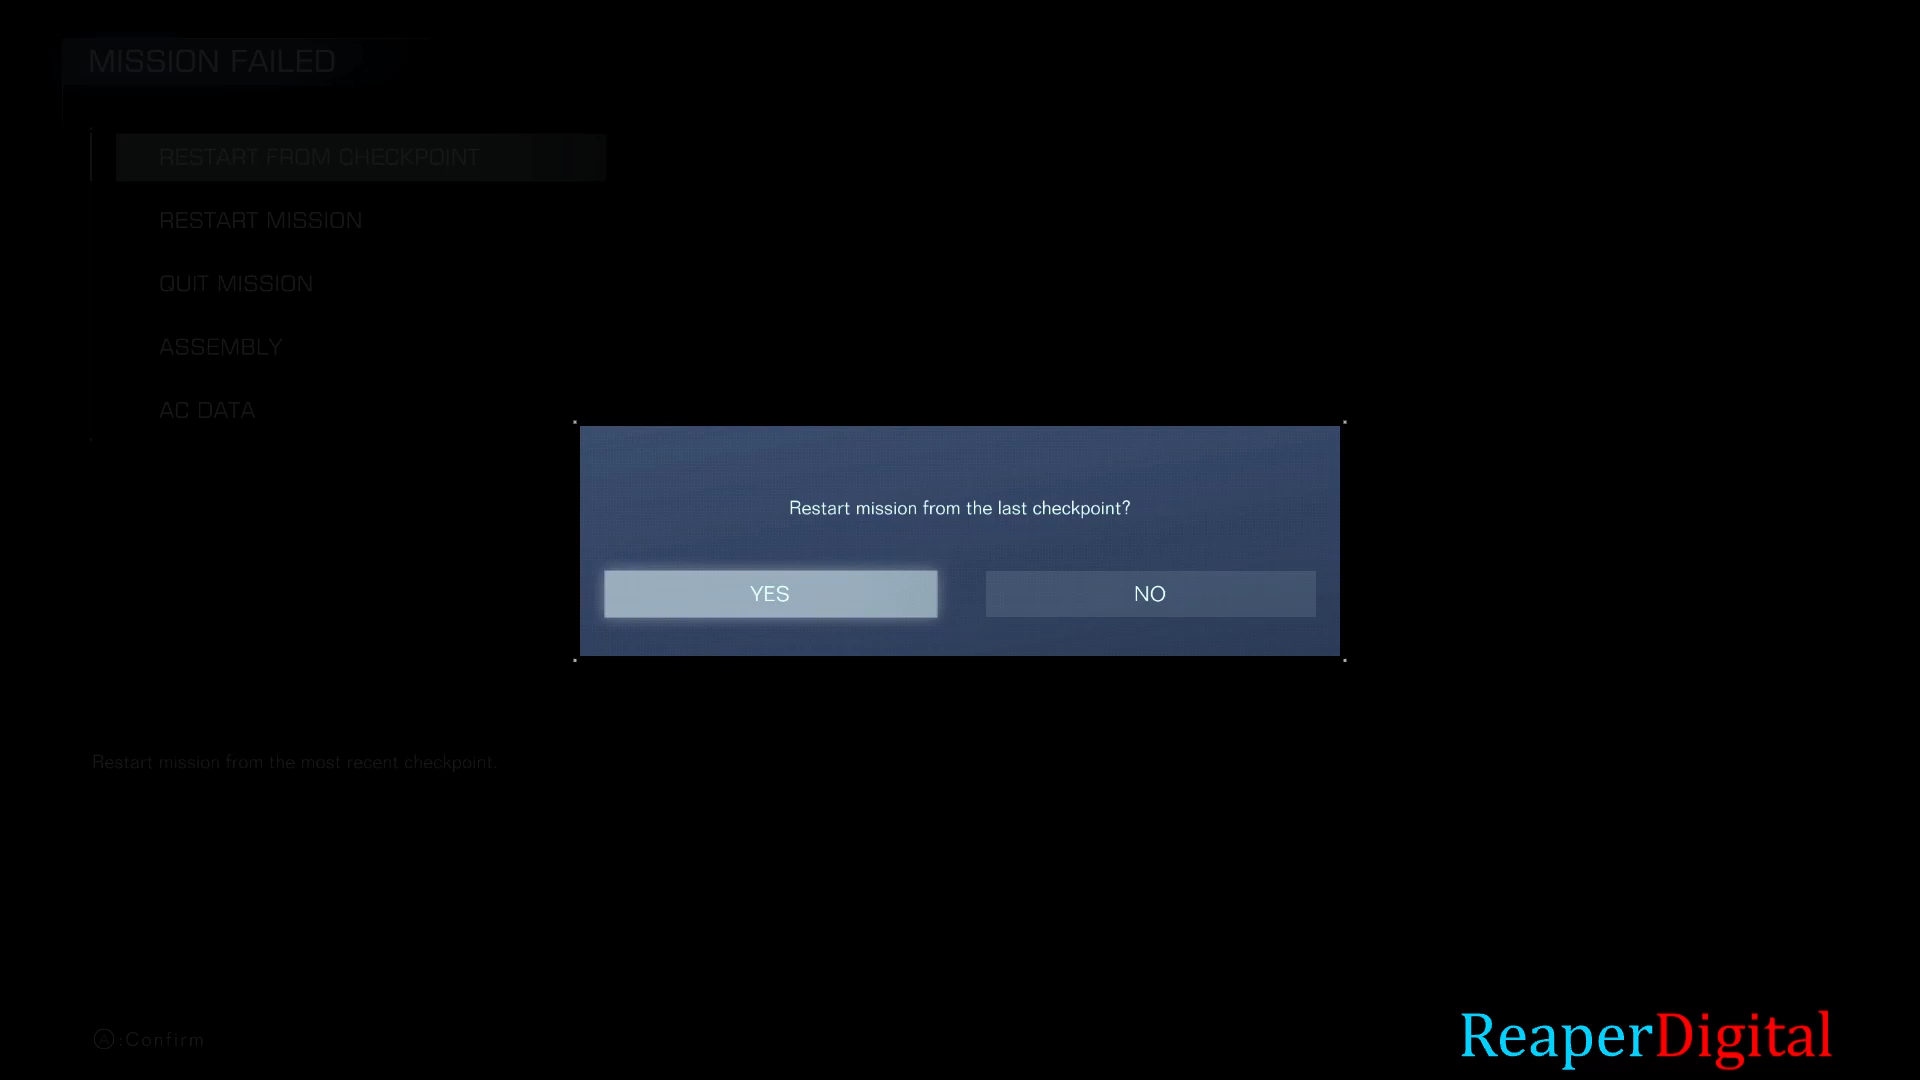 MISSION FAILED
RESTART FROM CHECKPOINT
RESTART MISSION
QUIT MISSION
ASSEMBLY
AC DATA
Restart mission from the last checkpoint?
YES
NO
Restart mission from the most recent checkpoint.
A:Confirm
ReaperDigital